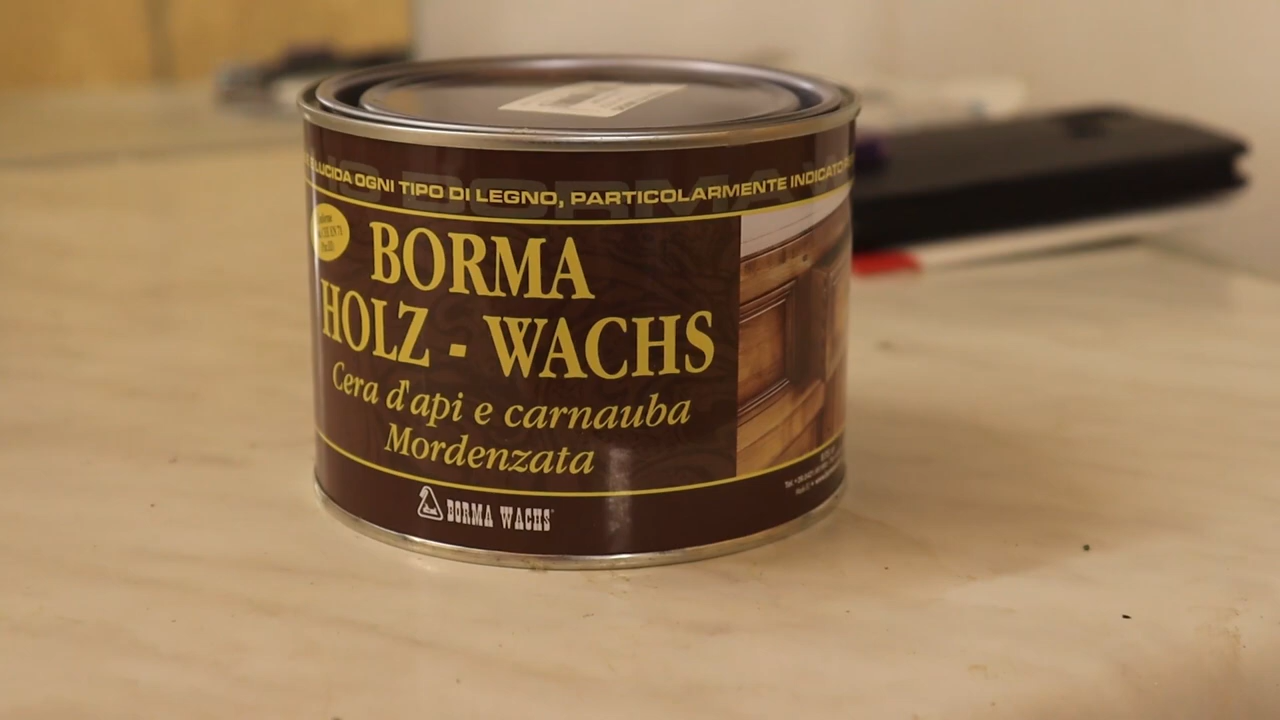 E LUCIDA OGNI TIPO DI LEGNO, PARTICOLARMENTE INDICATO
BORMA
HOLZ - WACHS
Cera d'api e carnauba
Mordenzata
BORMA WACHS